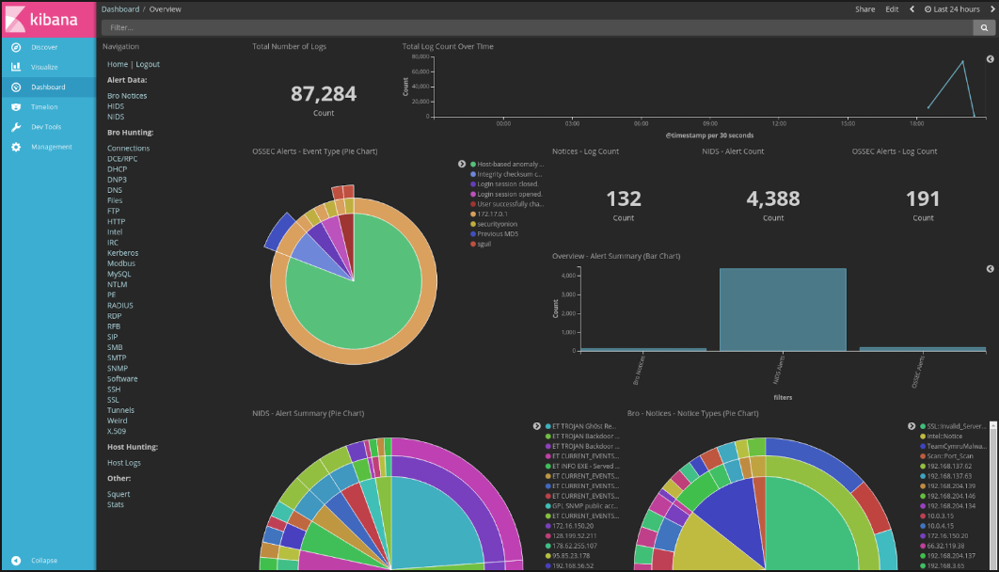 kibana
Dashboard / Overview
Share Edit Last 24 hours
Filter...
Discover
Visualize
Dashboard
Timelion
Dev Tools
Management
Collapse
Navigation
Home | Logout
Alert Data:
Bro Notices
HIDS
NIDS
Bro Hunting:
Connections
DCE/RPC
DHCP
DNP3
DNS
Files
FTP
HTTP
Intel
IRC
Kerberos
Modbus
MySQL
NTLM
PE
RADIUS
RDP
RFB
SIP
SMB
SMTP
SNMP
Software
SSH
SSL
Tunnels
Weird
X.509
Host Hunting:
Host Logs
Other:
Squert
Stats
Total Number of Logs
87,284
Count
Total Log Count Over Time
80,000
60,000
40,000
20,000
0
Count
00:00 03:00 06:00 09:00 12:00 15:00 18:00
@timestamp per 30 seconds
OSSEC Alerts - Event Type (Pie Chart)
Host-based anomaly ...
Integrity checksum c...
Login session closed.
Login session opened.
User successfully cha...
172.17.0.1
securityonion
Previous MD5
sguil
Notices - Log Count
132
Count
NIDS - Alert Count
4,388
Count
OSSEC Alerts - Log Count
191
Count
Overview - Alert Summary (Bar Chart)
4,000
3,000
2,000
1,000
0
Count
Bro Notices
NIDS Alerts
OSSEC Alerts
filters
NIDS - Alert Summary (Pie Chart)
ET TROJAN Gh0st Re...
ET TROJAN Backdoor ...
ET TROJAN Backdoor ...
ET CURRENT_EVENTS...
ET INFO EXE - Served ...
ET CURRENT_EVENTS...
ET CURRENT_EVENTS...
ET CURRENT_EVENTS...
GPL SNMP public acc...
ET CURRENT_EVENTS...
172.16.150.20
128.199.52.211
178.62.255.107
95.85.23.178
192.168.56.52
Bro - Notices - Notice Types (Pie Chart)
SSL::Invalid_Server...
Intel::Notice
TeamCymruMalwa...
Scan::Port_Scan
192.168.137.62
192.168.137.63
192.168.204.139
192.168.204.146
192.168.204.134
10.0.3.15
10.0.4.15
172.16.150.20
66.32.119.38
192.168.204.137
192.168.3.65